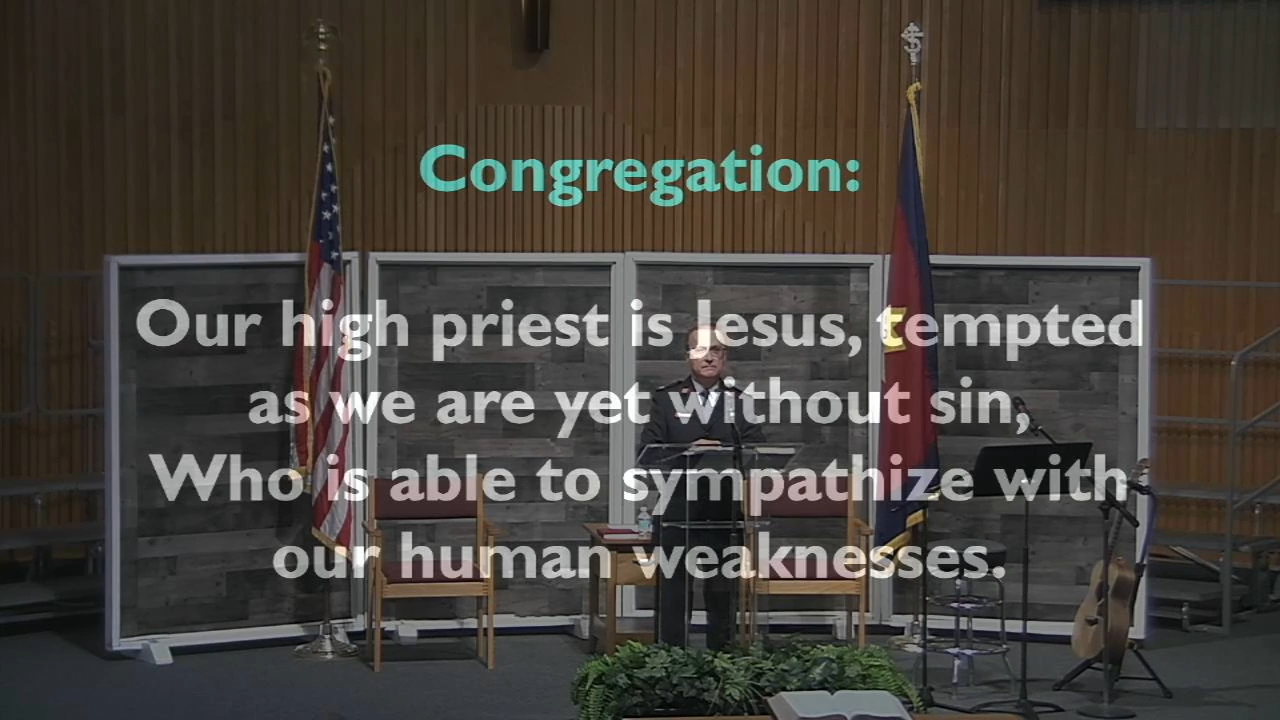 Congregation:
Our high priest is Jesus, tempted
as we are yet without sin,
Who is able to sympathize with
our human weaknesses.